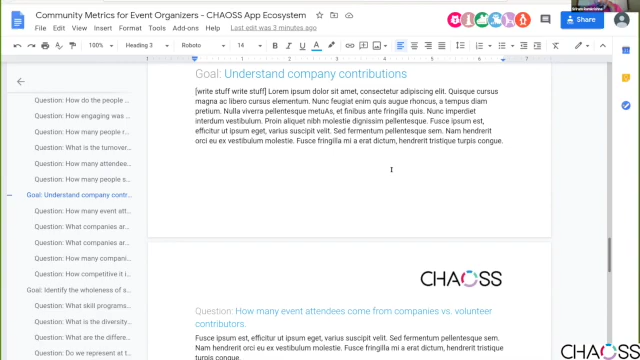 Community Metrics for Event Organizers - CHAOSS App Ecosystem
File Edit View Insert Format Tools Add-ons Help Last edit was 3 minutes ago
Share
100% Heading 3 Roboto 14 B I U A
Question: How do the people ...
Question: How engaging was ...
Question: How many people r...
Question: What is the turnover...
Question: How many attendee...
Question: How many people s...
Goal: Understand company contr...
Question: How many event att...
Question: What companies ar...
Question: What companies ar...
Question: How many compani...
Question: How competitive it i...
Goal: Identify the wholeness of s...
Question: What skill programs...
Question: What is the diversity...
Question: What are the differe...
Question: Do we represent at t...
Goal: Understand company contributions
[write stuff write stuff] Lorem ipsum dolor sit amet, consectetur adipiscing elit. Quisque cursus
magna ac libero cursus elementum. Nunc feugiat enim quis augue rhoncus, a tempus diam
pretium. Nulla viverra pellentesque metuAs, et finibus ante fringilla quis. Nunc imperdiet
interdum vestibulum. Proin aliquet nibh molestie dignissim pellentesque. Fusce ipsum est,
efficitur ut ipsum eget, varius suscipit velit. Sed fermentum pellentesque sem. Nam hendrerit
orci eu ex vestibulum molestie. Fusce fringilla mi a erat dictum, hendrerit tristique turpis congue.
CHAOSS
Question: How many event attendees come from companies vs. volunteer
contributors.
Fusce ipsum est, efficitur ut ipsum eget, varius suscipit velit. Sed fermentum pellentesque sem.
Nam hendrerit orci eu ex vestibulum molestie. Fusce fringilla mi a erat dictum, hendrerit tristique
turpis congue.
CHAOSS